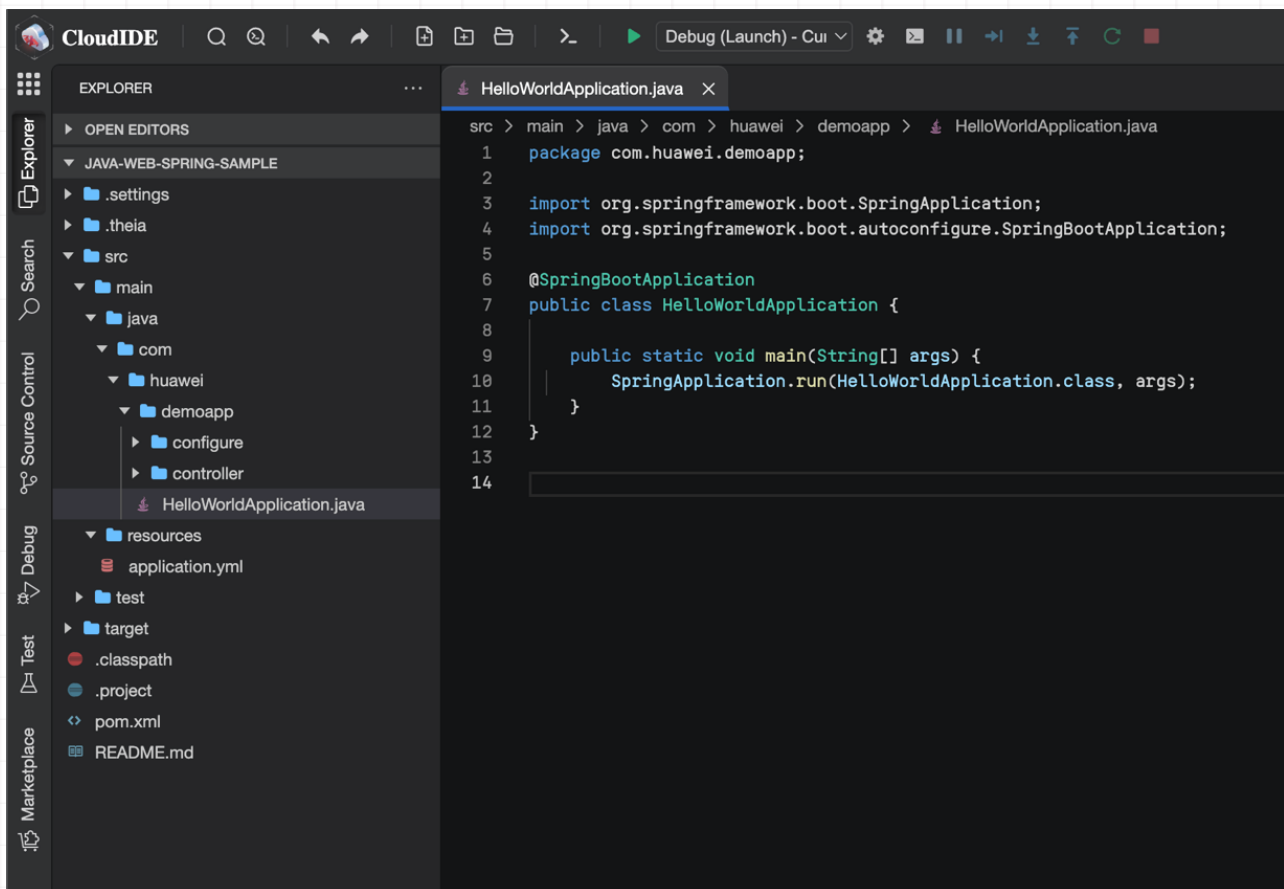 CloudIDE
Debug (Launch) - Cur
Explorer
Search
Source Control
Debug
Test
Marketplace
EXPLORER
OPEN EDITORS
JAVA-WEB-SPRING-SAMPLE
.settings
.theia
src
main
java
com
huawei
demoapp
configure
controller
HelloWorldApplication.java
resources
application.yml
test
target
.classpath
.project
pom.xml
README.md
HelloWorldApplication.java
src > main > java > com > huawei > demoapp > HelloWorldApplication.java
1 package com.huawei.demoapp;
2
3 import org.springframework.boot.SpringApplication;
4 import org.springframework.boot.autoconfigure.SpringBootApplication;
5
6 @SpringBootApplication
7 public class HelloWorldApplication {
8
9 public static void main(String[] args) {
10 SpringApplication.run(HelloWorldApplication.class, args);
11 }
12 }
13
14